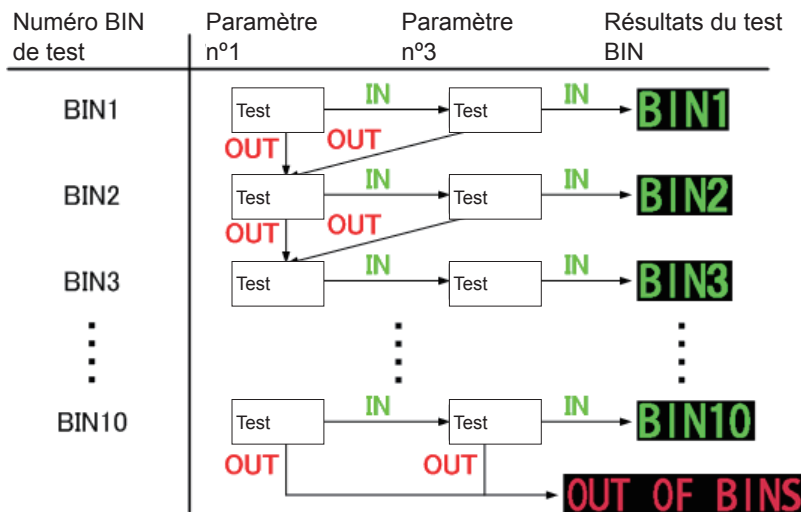 Numéro BIN
de test
Paramètre
nº1
Paramètre
nº3
Résultats du test
BIN
BIN1
Test
IN
Test
IN
BIN1
OUT
OUT
BIN2
Test
IN
Test
IN
BIN2
OUT
OUT
BIN3
Test
IN
Test
IN
BIN3
BIN10
Test
IN
Test
IN
BIN10
OUT
OUT
OUT OF BINS